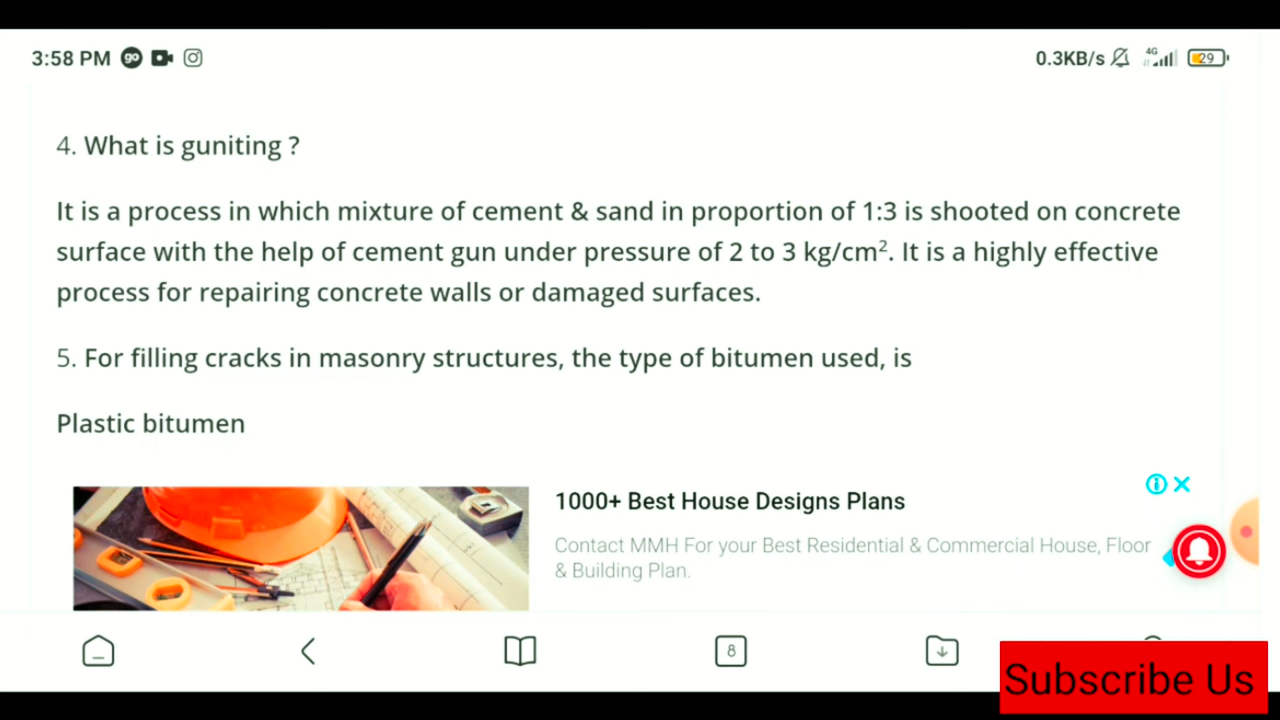 3:58 PM go
0.3KB/s 4G 29
4. What is guniting ?
It is a process in which mixture of cement & sand in proportion of 1:3 is shooted on concrete
surface with the help of cement gun under pressure of 2 to 3 kg/cm². It is a highly effective
process for repairing concrete walls or damaged surfaces.
5. For filling cracks in masonry structures, the type of bitumen used, is
Plastic bitumen
1000+ Best House Designs Plans
Contact MMH For your Best Residential & Commercial House, Floor
& Building Plan.
8
Subscribe Us